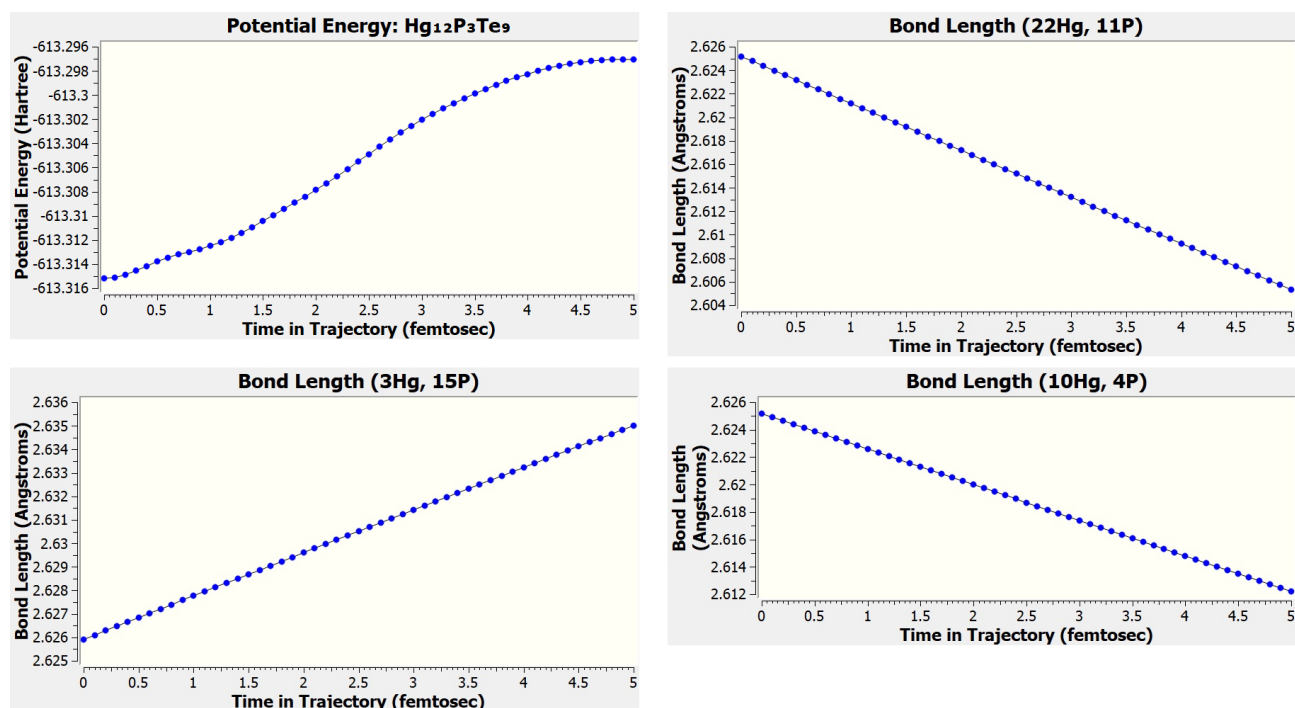 Potential Energy: Hg₁₂P₃Te₉
Potential Energy (Hartree)
-613.296
-613.298
-613.3
-613.302
-613.304
-613.306
-613.308
-613.31
-613.312
-613.314
-613.316
0 0.5 1 1.5 2 2.5 3 3.5 4 4.5 5
Time in Trajectory (femtosec)
Bond Length (22Hg, 11P)
Bond Length (Angstroms)
2.626
2.624
2.622
2.62
2.618
2.616
2.614
2.612
2.61
2.608
2.606
2.604
0 0.5 1 1.5 2 2.5 3 3.5 4 4.5 5
Time in Trajectory (femtosec)
Bond Length (3Hg, 15P)
Bond Length (Angstroms)
2.636
2.635
2.634
2.633
2.632
2.631
2.63
2.629
2.628
2.627
2.626
2.625
0 0.5 1 1.5 2 2.5 3 3.5 4 4.5 5
Time in Trajectory (femtosec)
Bond Length (10Hg, 4P)
Bond Length
(Angstroms)
2.626
2.624
2.622
2.62
2.618
2.616
2.614
2.612
0 0.5 1 1.5 2 2.5 3 3.5 4 4.5 5
Time in Trajectory (femtosec)